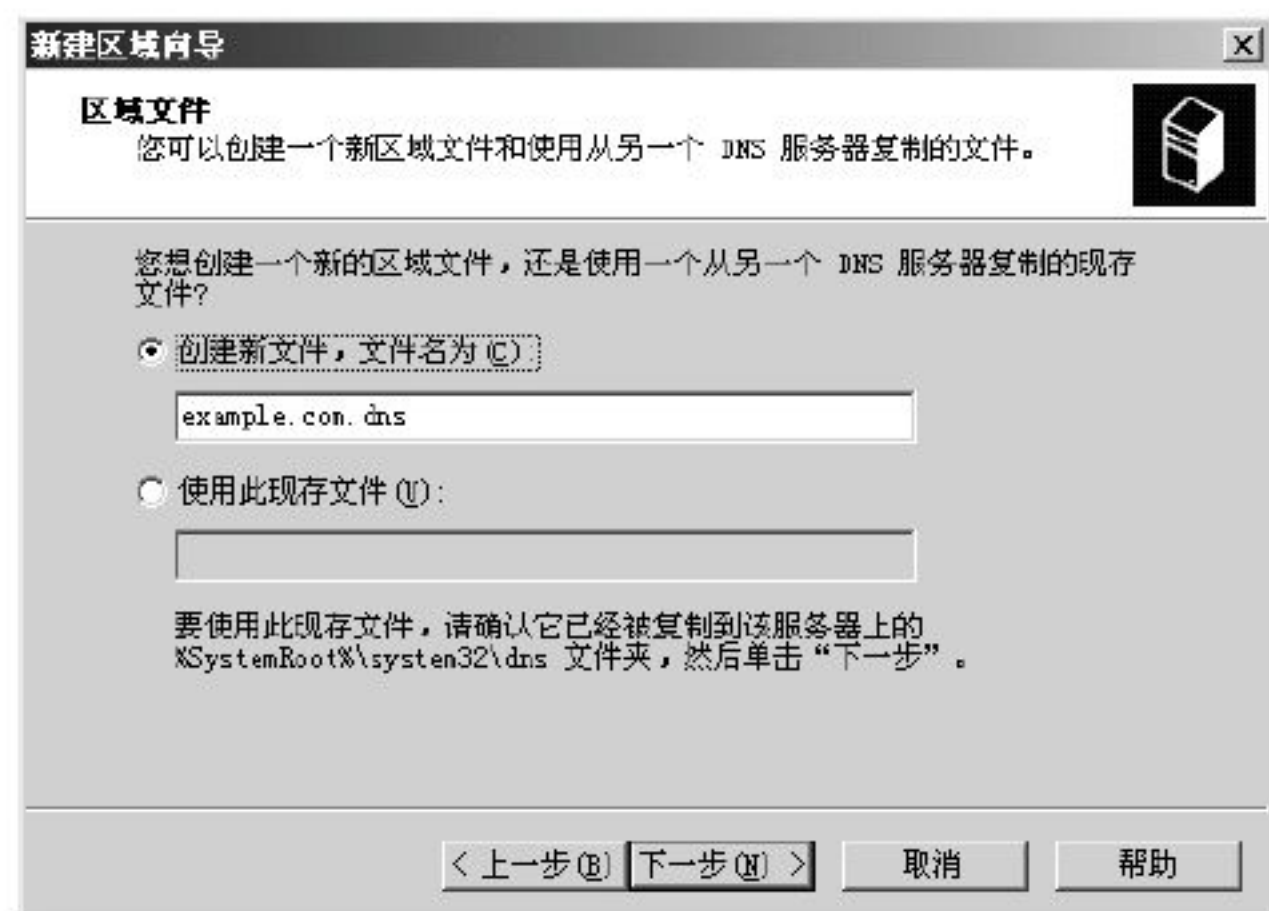 新建区域向导
区域文件
您可以创建一个新区域文件和使用从另一个 DNS 服务器复制的文件。
您想创建一个新的区域文件，还是使用一个从另一个 DNS 服务器复制的现存
文件?
创建新文件，文件名为(C):
example.com.dns
使用此现存文件(U):
要使用此现存文件，请确认它已经被复制到该服务器上的
%SystemRoot%\system32\dns 文件夹，然后单击“下一步”。
< 上一步(B) 下一步(N) > 取消 帮助